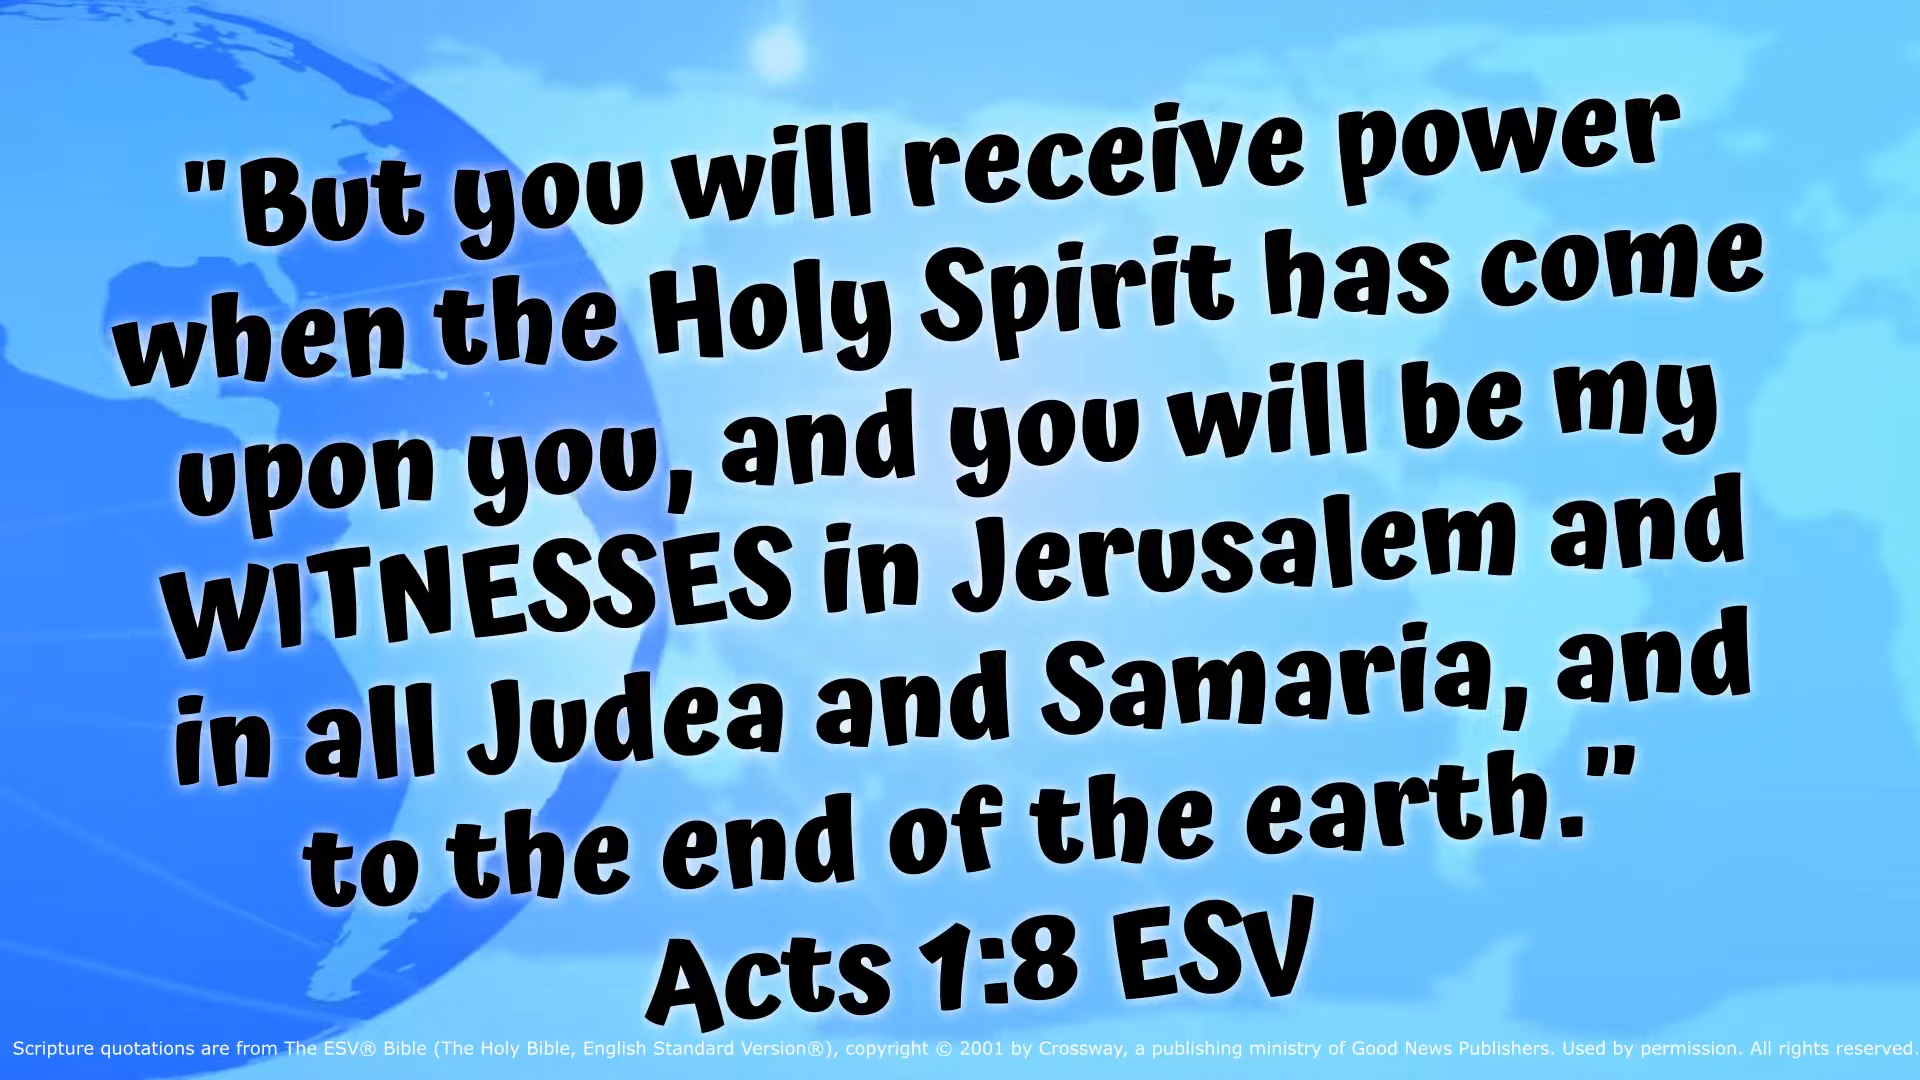 "But you will receive power
when the Holy Spirit has come
upon you, and you will be my
WITNESSES in Jerusalem and
in all Judea and Samaria, and
to the end of the earth."
Acts 1:8 ESV
Scripture quotations are from The ESV® Bible (The Holy Bible, English Standard Version®), copyright © 2001 by Crossway, a publishing ministry of Good News Publishers. Used by permission. All rights reserved.